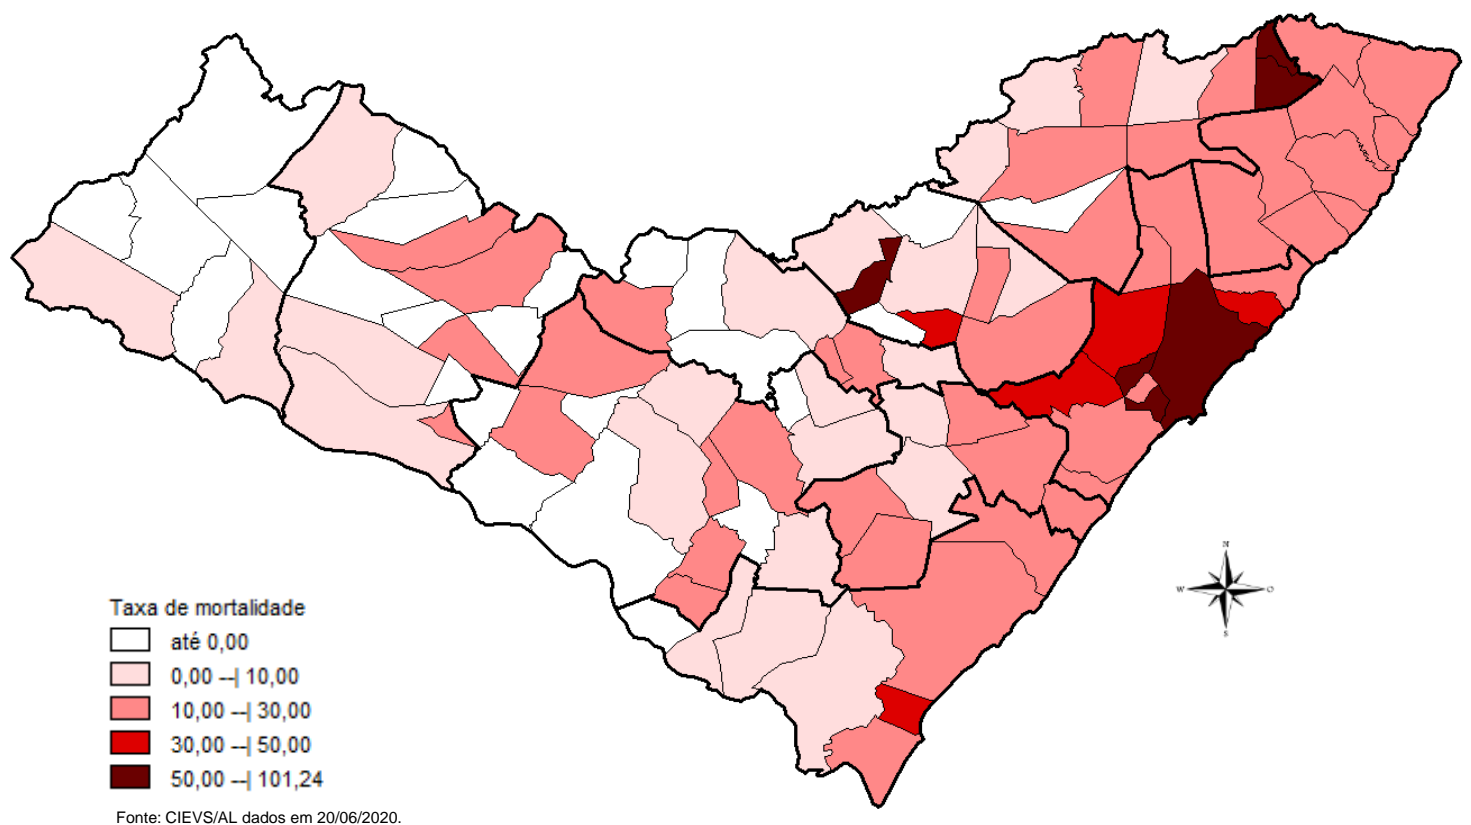 N
W O
S
Taxa de mortalidade
até 0,00
0,00 --| 10,00
10,00 --| 30,00
30,00 --| 50,00
50,00 --| 101,24
Fonte: CIEVS/AL dados em 20/06/2020.